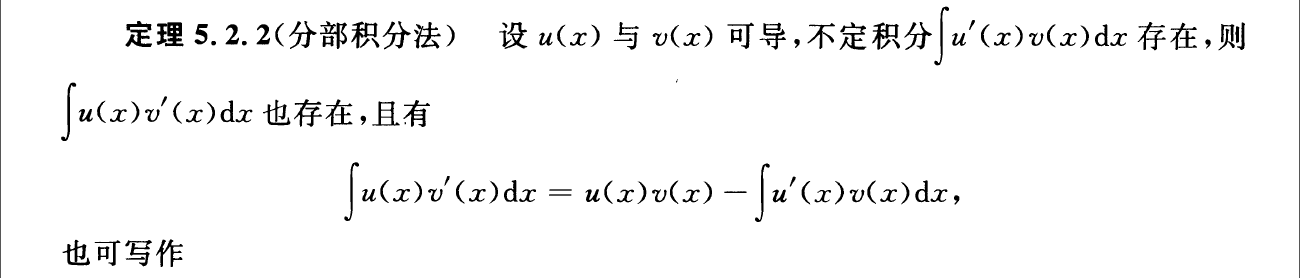 定理 5.2.2(分部积分法) 设 u(x) 与 v(x) 可导,不定积分∫u′(x)v(x)dx 存在,则
∫u(x)v′(x)dx 也存在,且有
∫u(x)v′(x)dx = u(x)v(x) − ∫u′(x)v(x)dx,
也可写作